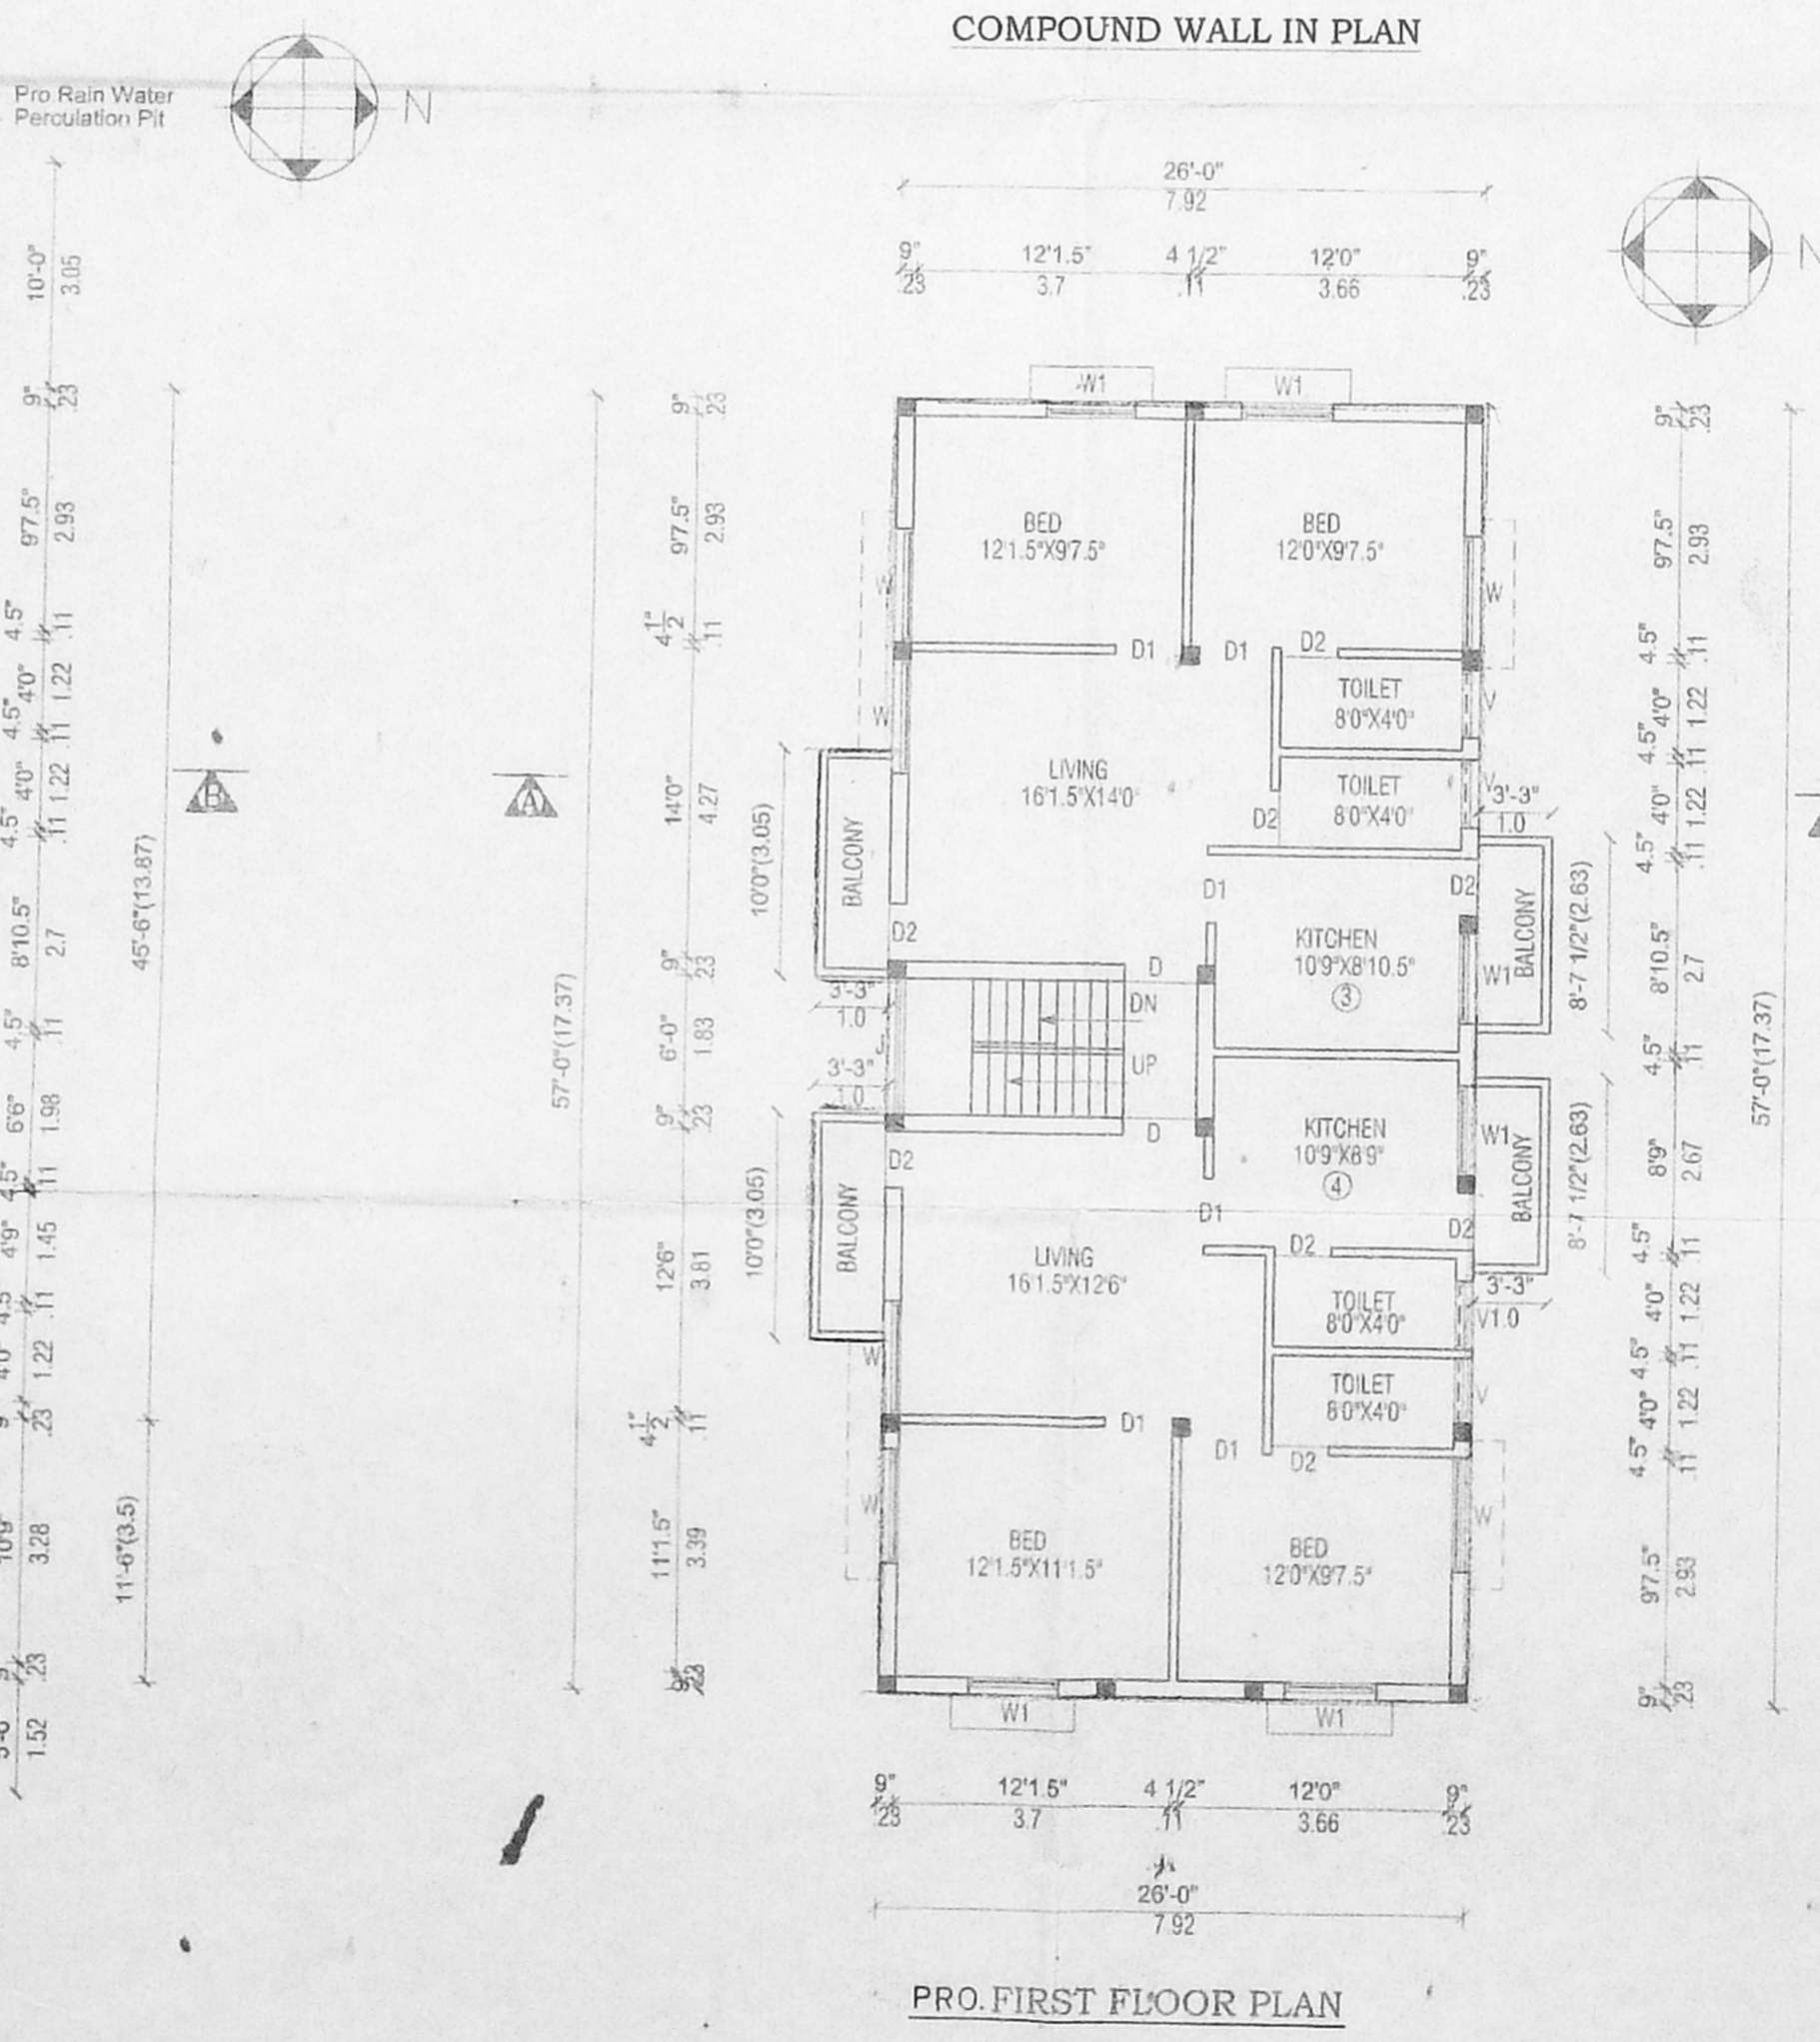 COMPOUND WALL IN PLAN
Pro Rain Water
Perculation Pit
N
N
26'-0"
7.92
9" 12'1.5" 4 1/2" 12'0" 9"
.23 3.7 .11 3.66 .23
10'-0"
3.05
9"
.23
9'7.5"
2.93
4.5"
.11
4'0"
1.22
4.5"
.11
4'0"
1.22
4.5"
.11
8'10.5"
2.7
4.5"
.11
6'6"
1.98
4.5"
.11
4'9"
1.45
4.5"
.11
4'0"
1.22
9"
.23
10'9"
3.28
9"
.23
5'-0"
1.52
45'-6"(13.87)
11'-6"(3.5)
B
A
57'-0"(17.37)
9"
.23
9'7.5"
2.93
4 1/2"
.11
14'0"
4.27
9"
.23
6'-0"
1.83
9"
.23
12'6"
3.81
4 1/2"
.11
11'1.5"
3.39
9"
.23
10'0"(3.05)
10'0"(3.05)
W1 W1
BED
12'1.5"X9'7.5"
BED
12'0"X9'7.5"
W W
D1 D1 D2
TOILET
8'0"X4'0"
V
W
LIVING
16'1.5"X14'0"
TOILET
8'0"X4'0"
V
3'-3"
1.0
D2
BALCONY
D1 D2
D2
KITCHEN
10'9"X8'10.5"
3
W1
BALCONY
8'-7 1/2"(2.63)
D
DN
3'-3"
1.0
UP
3'-3"
1.0
D
D2
KITCHEN
10'9"X8'9"
4
W1
BALCONY
8'-7 1/2"(2.63)
BALCONY
D1 D2
D2
LIVING
16'1.5"X12'6"
TOILET
8'0"X4'0"
3'-3"
1.0
V
W
TOILET
8'0"X4'0"
V
D1 D1 D2
W W
BED
12'1.5"X11'1.5"
BED
12'0"X9'7.5"
W1 W1
9"
.23
9'7.5"
2.93
4.5"
.11
4'0"
1.22
4.5"
.11
4'0"
1.22
4.5"
.11
8'10.5"
2.7
4.5"
.11
8'9"
2.67
4.5"
.11
4'0"
1.22
4.5"
.11
4'0"
1.22
4.5"
.11
9'7.5"
2.93
9"
.23
57'-0"(17.37)
9" 12'1.5" 4 1/2" 12'0" 9"
.23 3.7 .11 3.66 .23
26'-0"
7.92
PRO. FIRST FLOOR PLAN